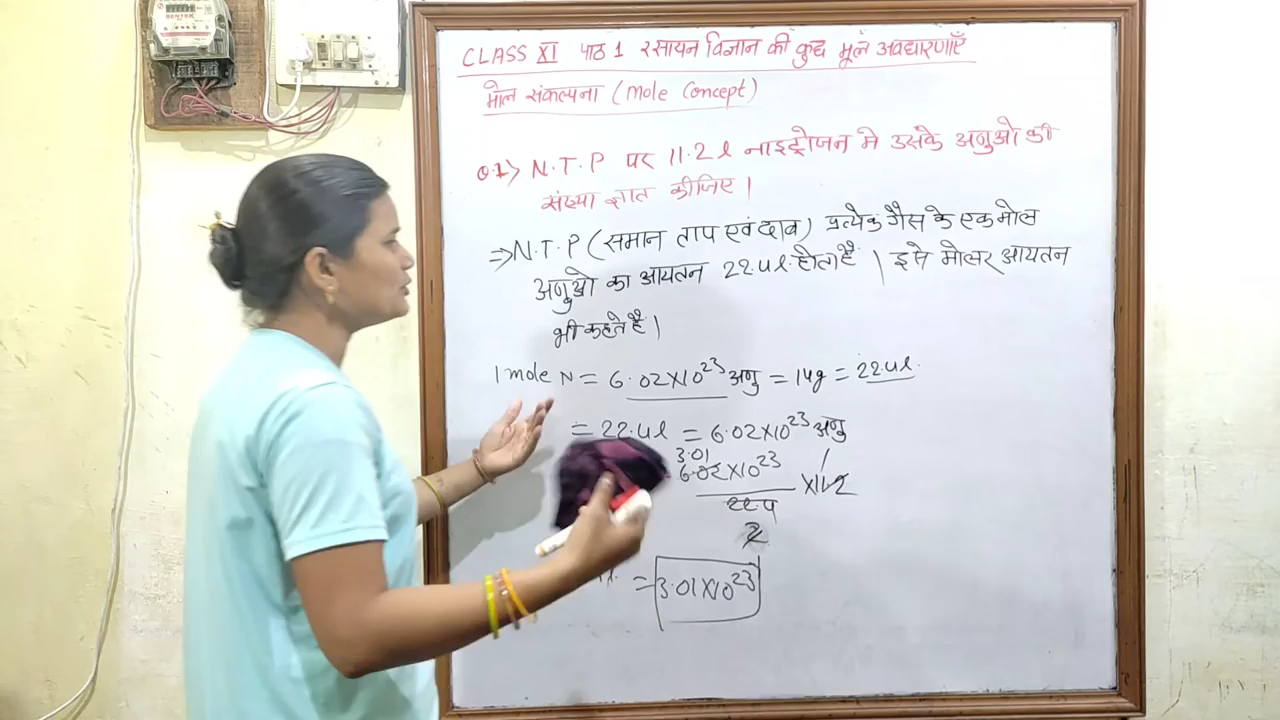 CLASS XI पाठ 1 रसायन विज्ञान की कुछ मूल अवधारणाएँ
मोल संकल्पना (Mole Concept)
Q.1> N.T.P पर 11.2 l नाइट्रोजन मे उसके अणुओ की
संख्या ज्ञात कीजिए।
⇒ N.T.P (समान ताप एवं दाब) प्रत्येक गैस के एक मोल
अणुओ का आयतन 22.4 l. होता है । इसे मोलर आयतन
भी कहते है।
1 mole N = 6.02×10²³ अणु = 14g = 22.4 l.
= 22.4 l = 6.02×10²³ अणु
3.01 1
6.02×10²³ ×11.2
22.4
2
l. = 3.01×10²³